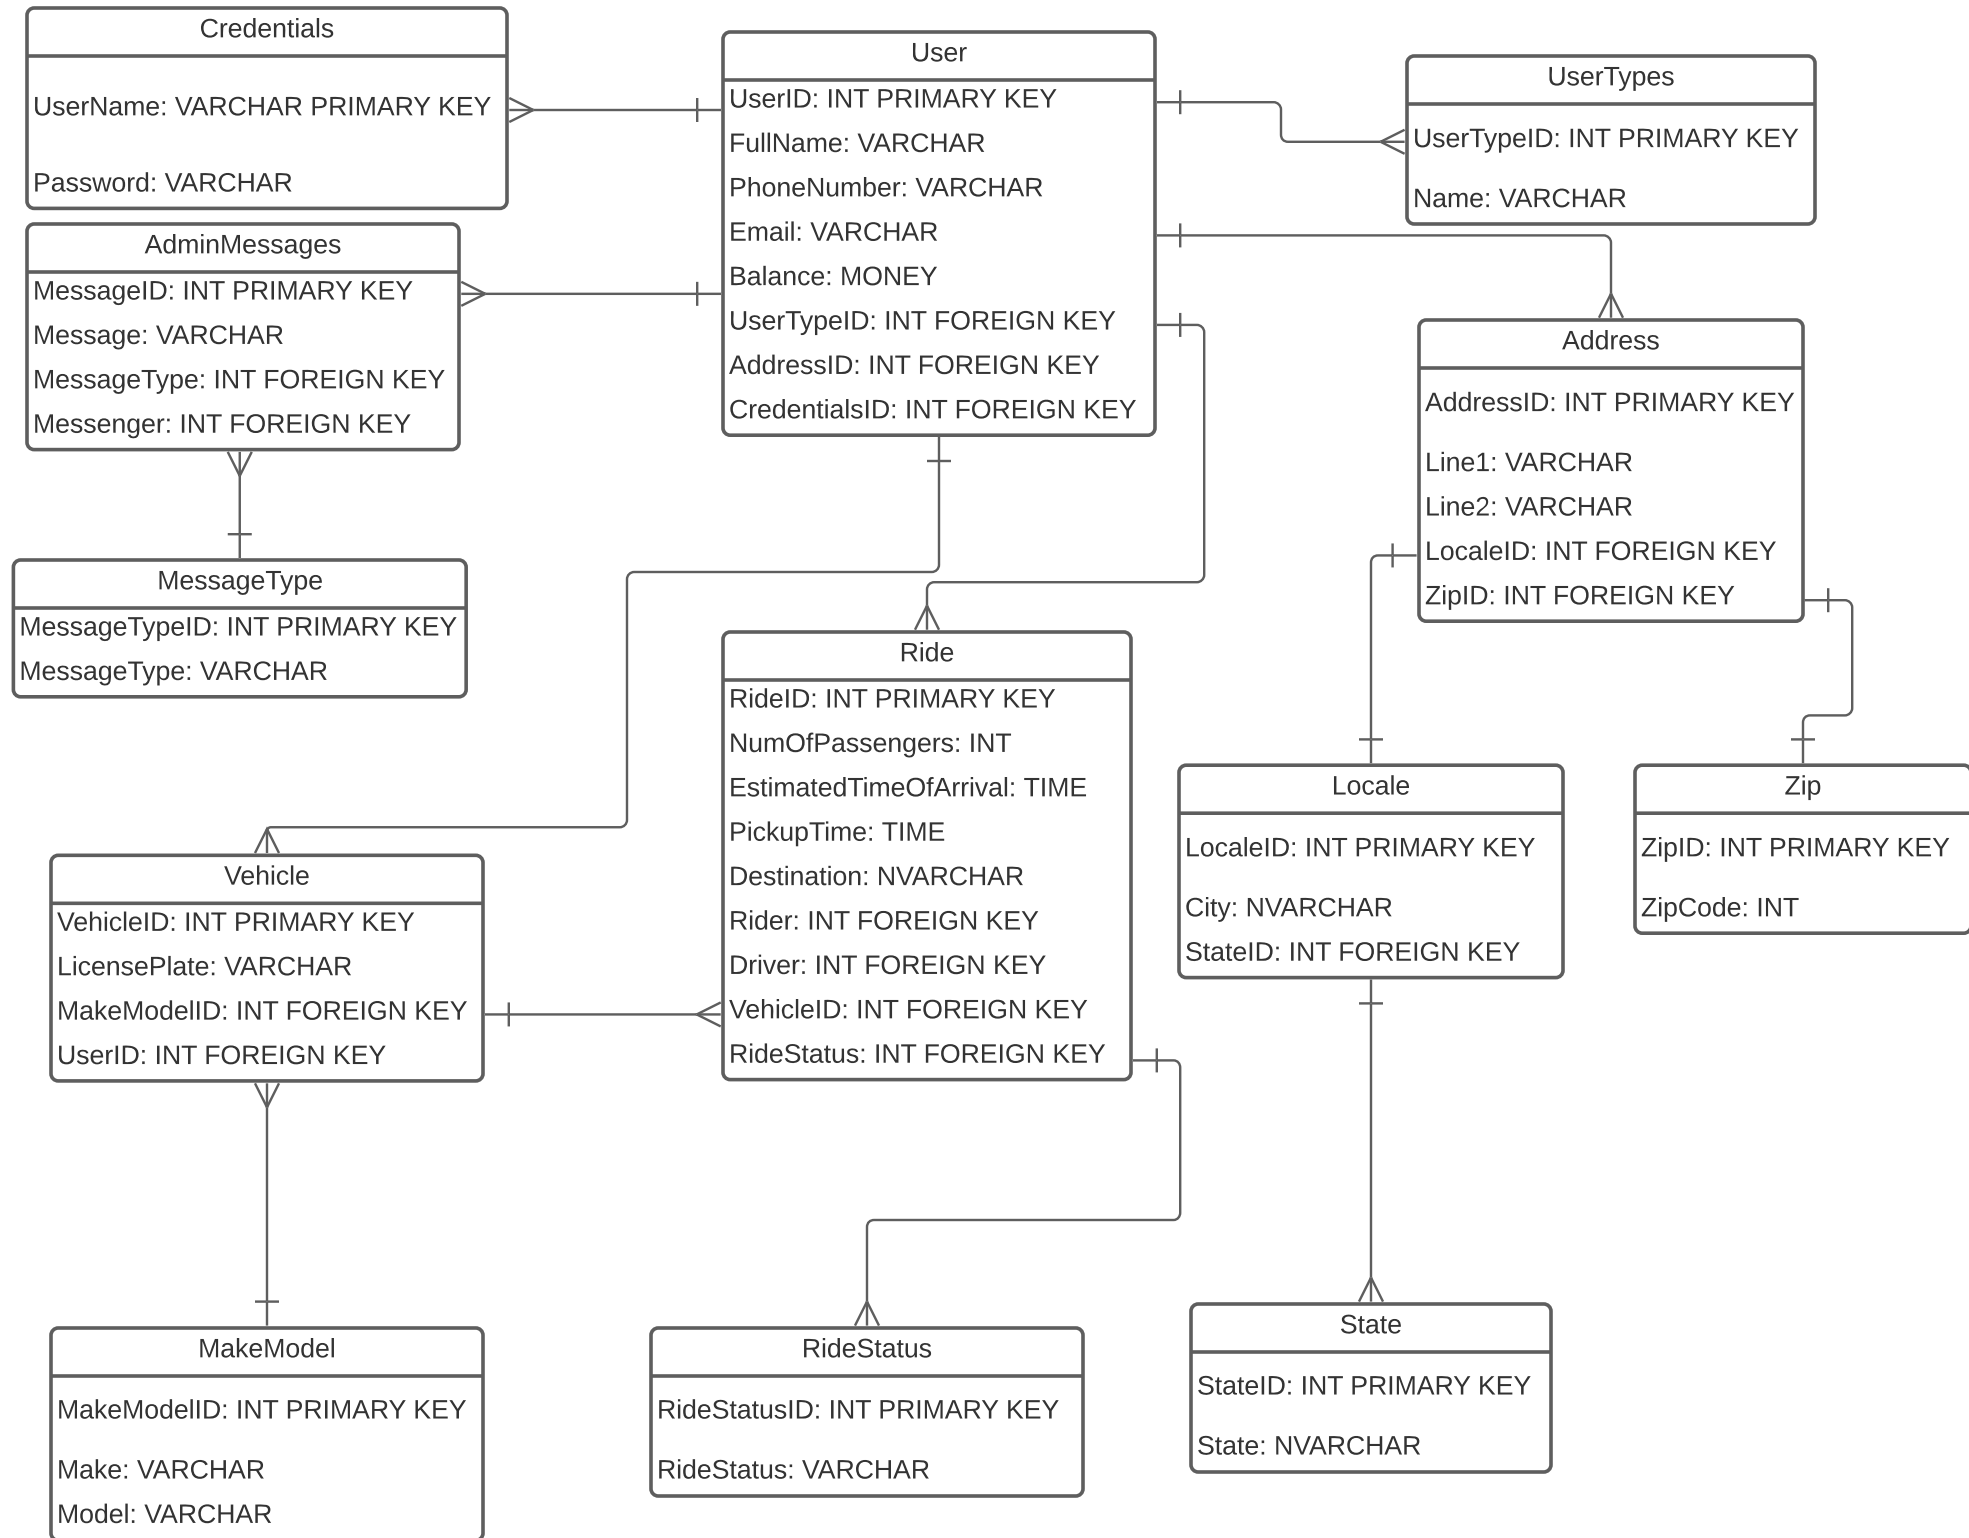 Credentials
UserName: VARCHAR PRIMARY KEY
Password: VARCHAR
User
UserID: INT PRIMARY KEY
FullName: VARCHAR
PhoneNumber: VARCHAR
Email: VARCHAR
Balance: MONEY
UserTypeID: INT FOREIGN KEY
AddressID: INT FOREIGN KEY
CredentialsID: INT FOREIGN KEY
UserTypes
UserTypeID: INT PRIMARY KEY
Name: VARCHAR
AdminMessages
MessageID: INT PRIMARY KEY
Message: VARCHAR
MessageType: INT FOREIGN KEY
Messenger: INT FOREIGN KEY
Address
AddressID: INT PRIMARY KEY
Line1: VARCHAR
Line2: VARCHAR
LocaleID: INT FOREIGN KEY
ZipID: INT FOREIGN KEY
MessageType
MessageTypeID: INT PRIMARY KEY
MessageType: VARCHAR
Ride
RideID: INT PRIMARY KEY
NumOfPassengers: INT
EstimatedTimeOfArrival: TIME
PickupTime: TIME
Destination: NVARCHAR
Rider: INT FOREIGN KEY
Driver: INT FOREIGN KEY
VehicleID: INT FOREIGN KEY
RideStatus: INT FOREIGN KEY
Locale
LocaleID: INT PRIMARY KEY
City: NVARCHAR
StateID: INT FOREIGN KEY
Zip
ZipID: INT PRIMARY KEY
ZipCode: INT
Vehicle
VehicleID: INT PRIMARY KEY
LicensePlate: VARCHAR
MakeModelID: INT FOREIGN KEY
UserID: INT FOREIGN KEY
MakeModel
MakeModelID: INT PRIMARY KEY
Make: VARCHAR
Model: VARCHAR
RideStatus
RideStatusID: INT PRIMARY KEY
RideStatus: VARCHAR
State
StateID: INT PRIMARY KEY
State: NVARCHAR